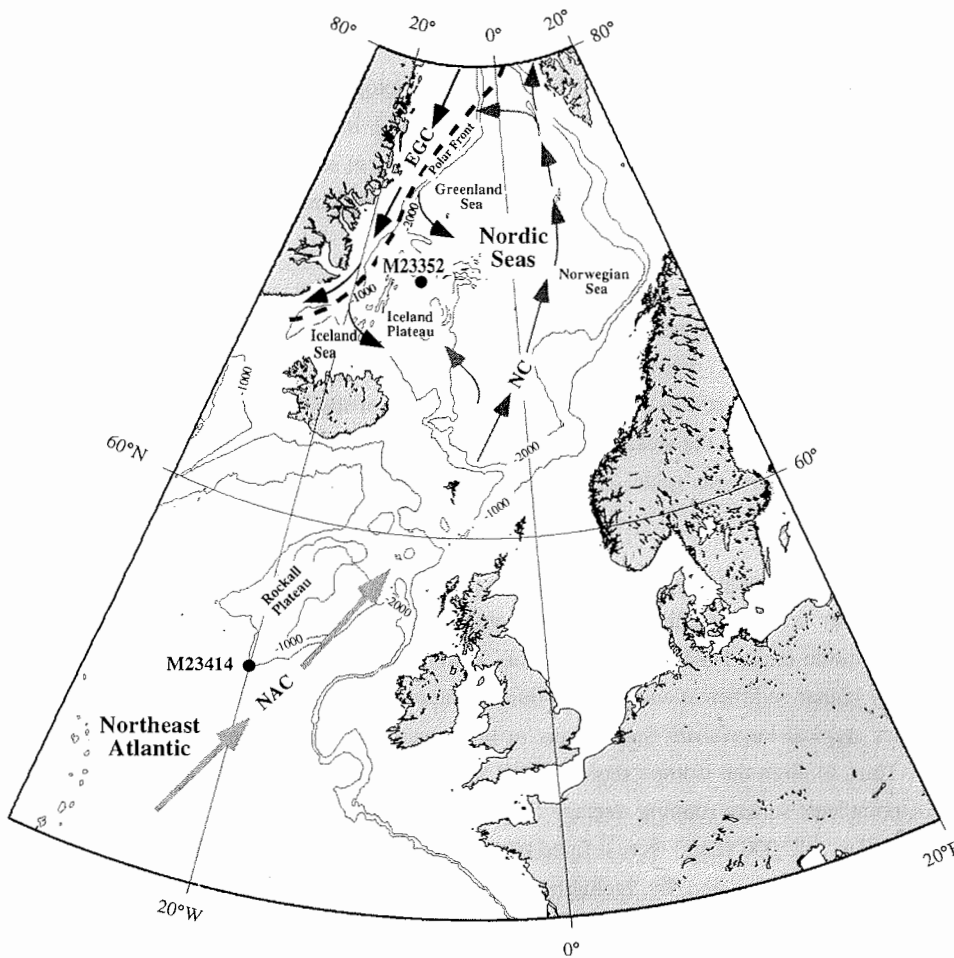 80°
20°
0°
20°
80°
EGC
Polar Front
Greenland
Sea
-2000
Nordic
Seas
M23352
Norwegian
Sea
-1000
Iceland
Plateau
Iceland
Sea
-1000
NC
60°N
-2000
60°
-1000
Rockall
Plateau
-2000
-1000
M23414
NAC
Northeast
Atlantic
20°W
0°